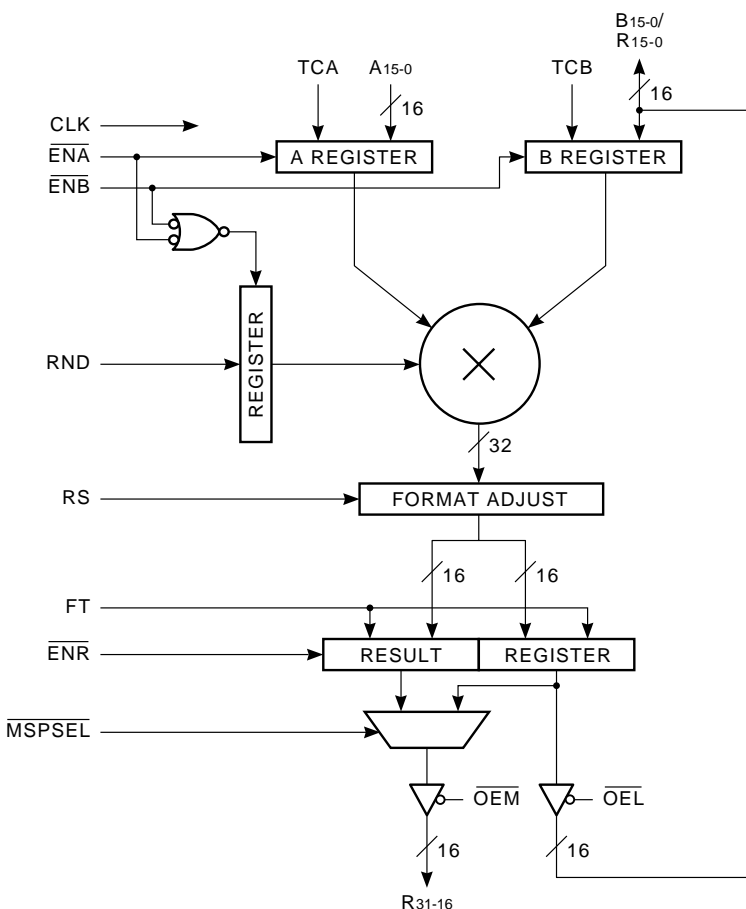 B15-0/
R15-0
TCA
A15-0
TCB
16
16
CLK
ENA
A REGISTER
B REGISTER
ENB
RND
REGISTER
32
RS
FORMAT ADJUST
16
16
FT
ENR
RESULT
REGISTER
MSPSEL
OEM
OEL
16
16
R31-16